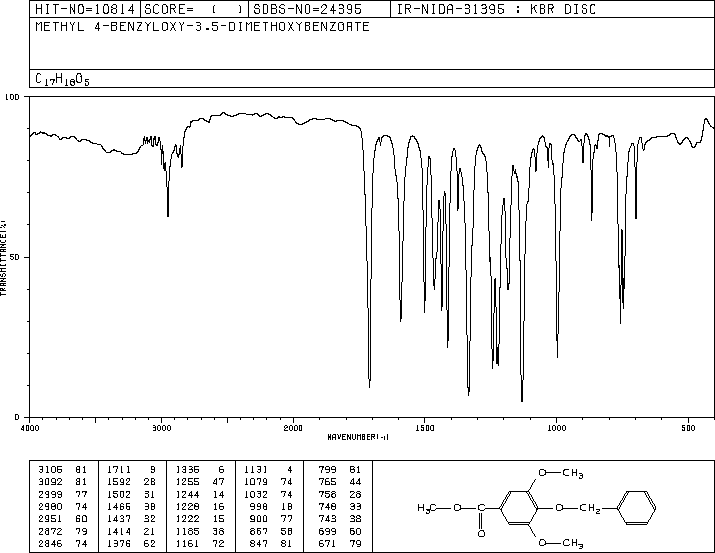 HIT-NO=10814 SCORE= ( ) SDBS-NO=24395 IR-NIDA-31395 : KBR DISC
METHYL 4-BENZYLOXY-3,5-DIMETHOXYBENZOATE
C17H18O5
100
50
0
TRANSMITTANCE(%)
4000 3000 2000 1500 1000 500
WAVENUMBER(-1)
3105 81 1711 9 1336 6 1131 4 799 81
3092 81 1592 28 1255 47 1079 74 765 44
2999 77 1502 31 1244 14 1032 74 758 28
2980 74 1466 38 1228 16 998 18 748 33
2951 60 1437 32 1222 15 900 77 743 38
2872 79 1414 21 1185 38 867 58 699 60
2846 74 1376 62 1161 72 847 81 671 79
O-CH3
H3C-O-C
O
O-CH2
O-CH3